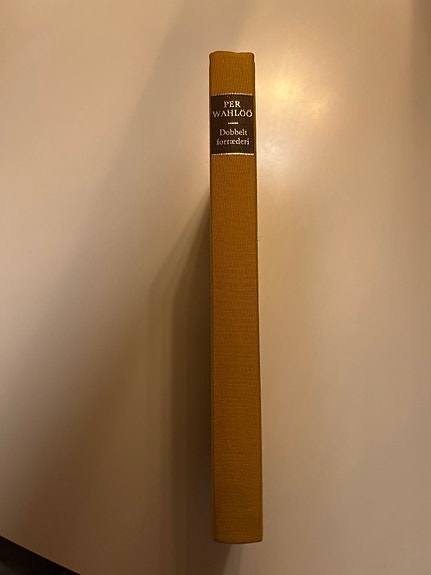 PER
WAHLÖÖ
Dobbelt
forræderi